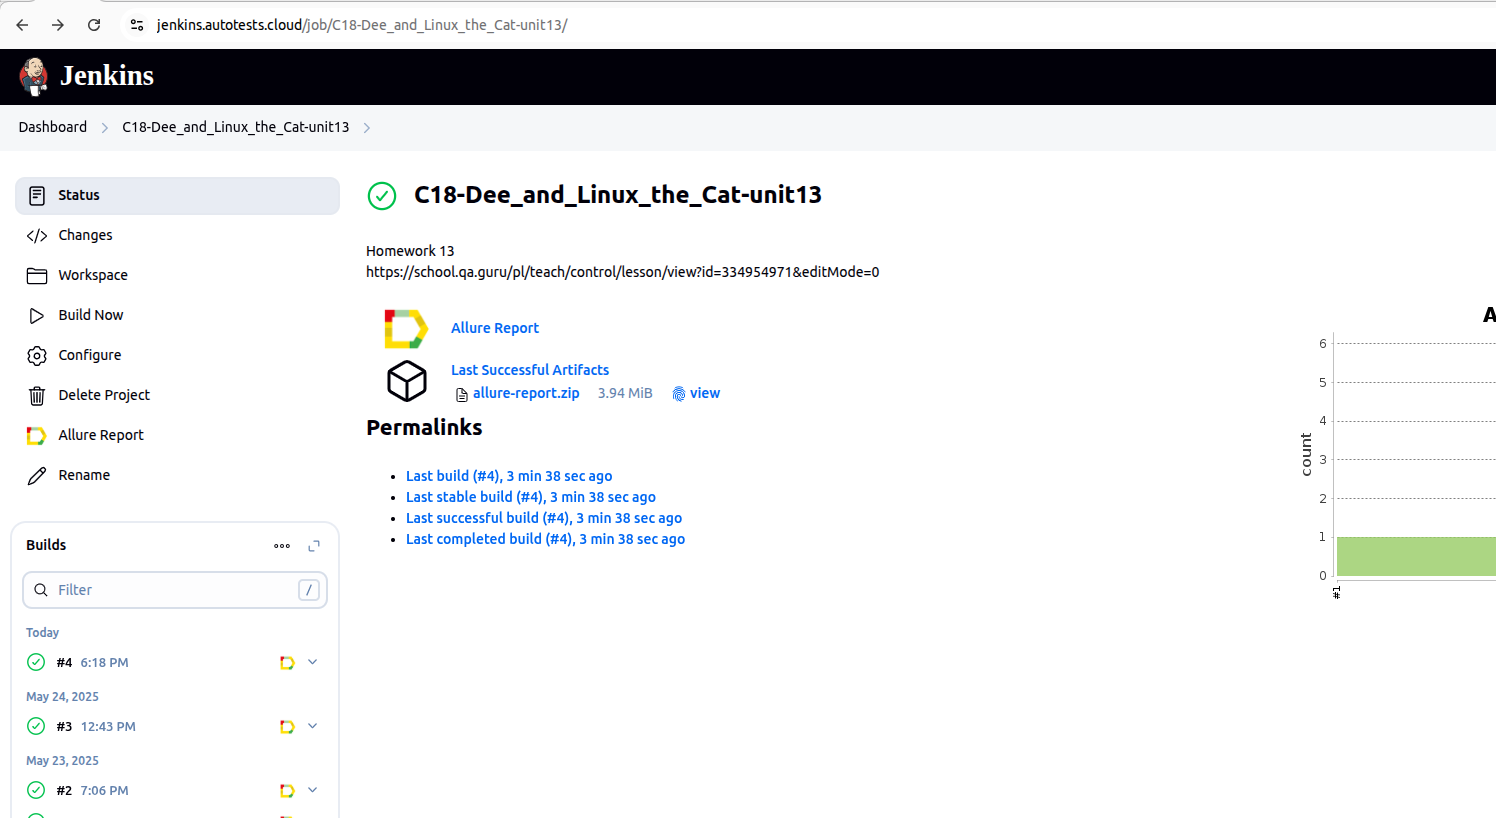 jenkins.autotests.cloud/job/C18-Dee_and_Linux_the_Cat-unit13/
Jenkins
Dashboard
C18-Dee_and_Linux_the_Cat-unit13
Status
Changes
Workspace
Build Now
Configure
Delete Project
Allure Report
Rename
Builds
Filter /
Today
#4 6:18 PM
May 24, 2025
#3 12:43 PM
May 23, 2025
#2 7:06 PM
C18-Dee_and_Linux_the_Cat-unit13
Homework 13
https://school.qa.guru/pl/teach/control/lesson/view?id=334954971&editMode=0
Allure Report
Last Successful Artifacts
allure-report.zip 3.94 MiB view
Permalinks
Last build (#4), 3 min 38 sec ago
Last stable build (#4), 3 min 38 sec ago
Last successful build (#4), 3 min 38 sec ago
Last completed build (#4), 3 min 38 sec ago
A
count
6
5
4
3
2
1
0
#1